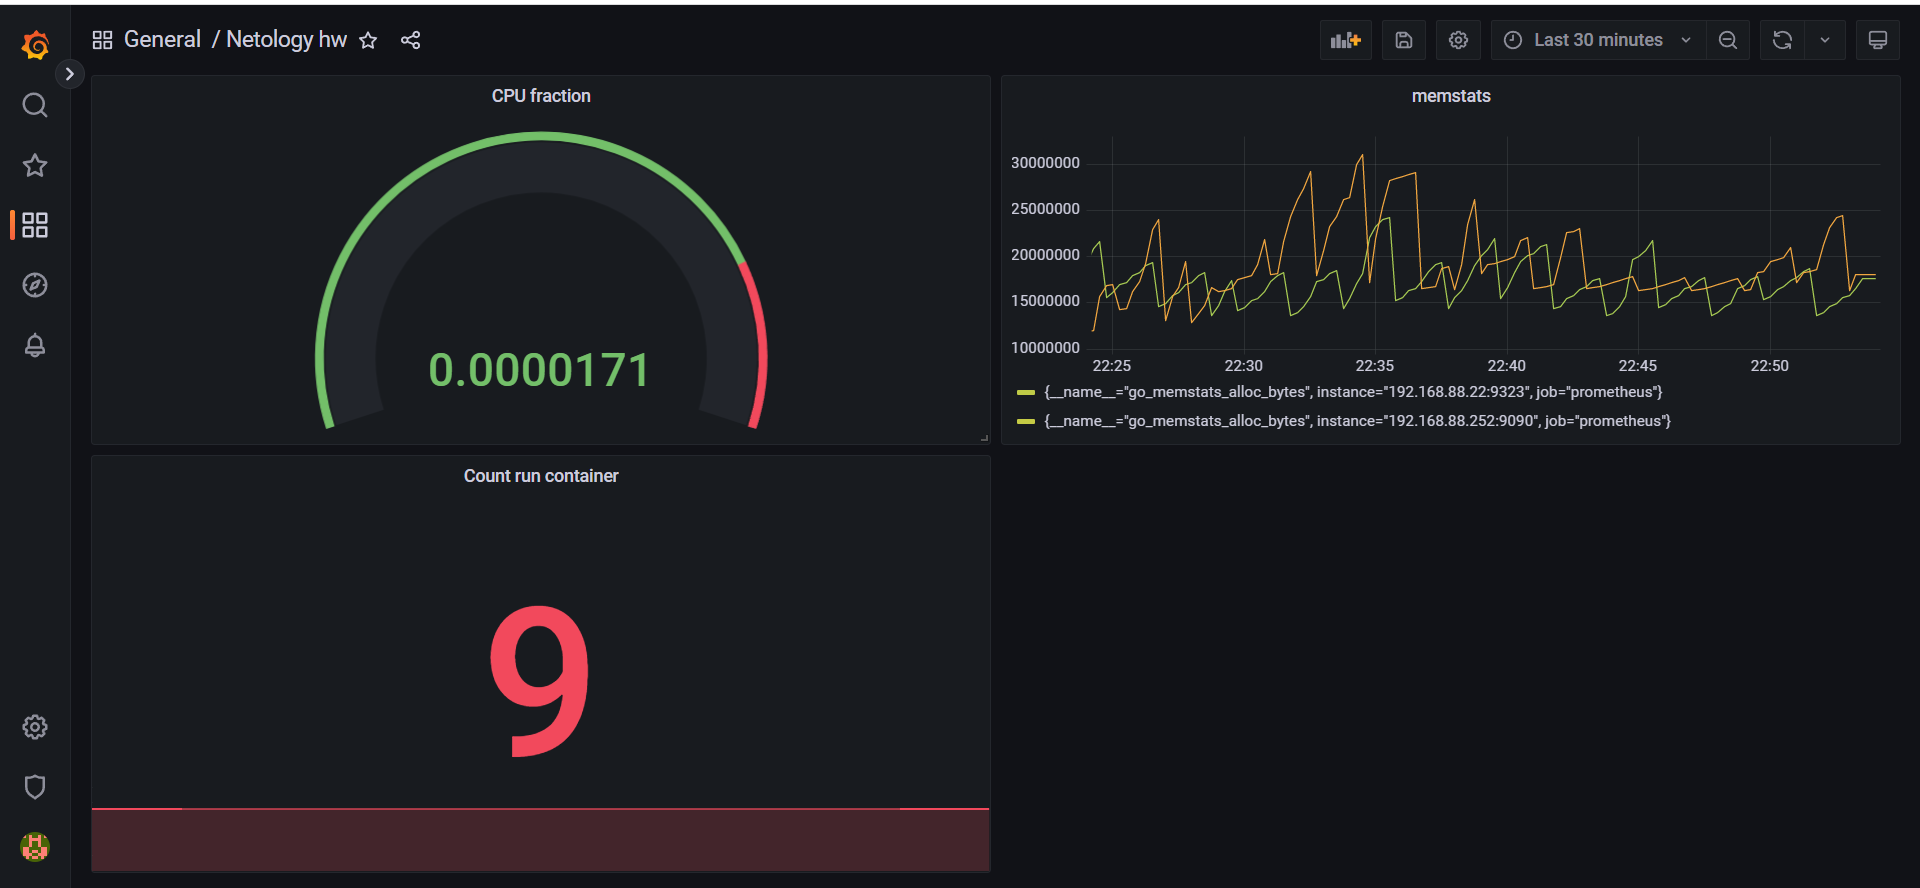 General / Netology hw
Last 30 minutes
CPU fraction
0.0000171
memstats
30000000
25000000
20000000
15000000
10000000
22:25 22:30 22:35 22:40 22:45 22:50
{__name__="go_memstats_alloc_bytes", instance="192.168.88.22:9323", job="prometheus"}
{__name__="go_memstats_alloc_bytes", instance="192.168.88.252:9090", job="prometheus"}
Count run container
9